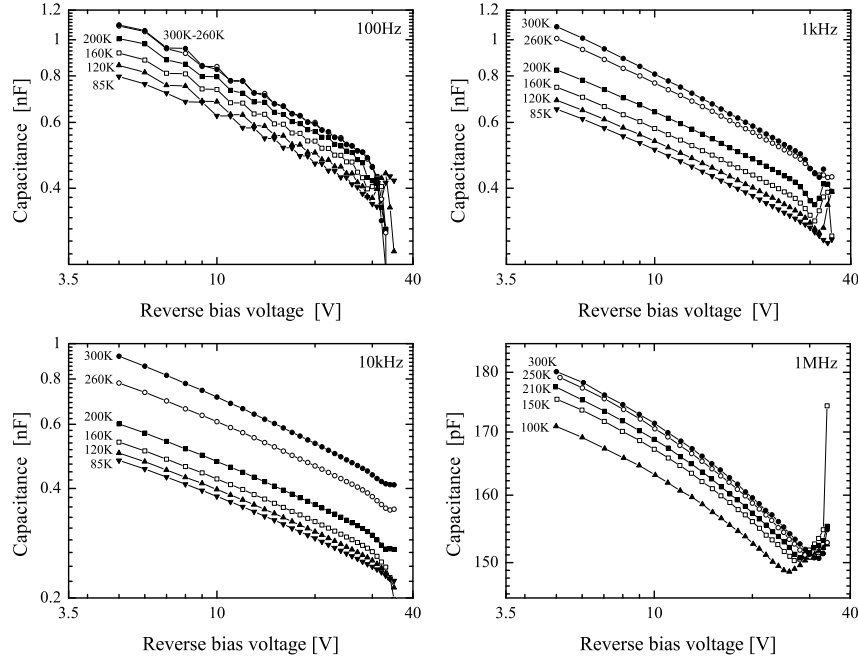 1.2
1
0.8
0.6
0.4
Capacitance [nF]
200K
160K
120K
85K
300K-260K
100Hz
3.5
10
40
Reverse bias voltage [V]
1.2
1
0.8
0.6
0.4
Capacitance [nF]
300K
260K
200K
160K
120K
85K
1kHz
3.5
10
40
Reverse bias voltage [V]
1
0.8
0.6
0.4
0.2
Capacitance [nF]
300K
260K
200K
160K
120K
85K
10kHz
3.5
10
40
Reverse bias voltage [V]
180
170
160
150
Capacitance [pF]
300K
250K
210K
150K
100K
1MHz
3.5
10
40
Reverse bias voltage [V]